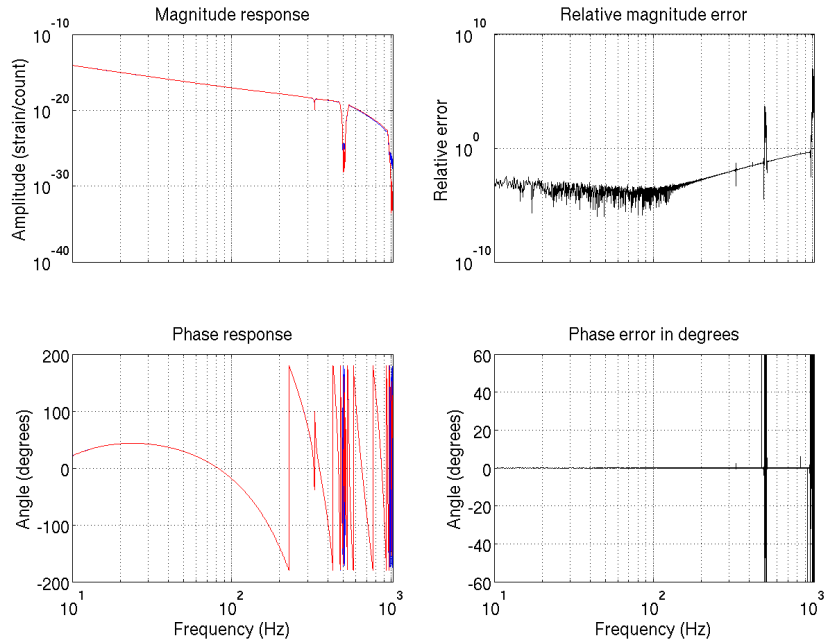 Magnitude response
10^-10
10^-20
10^-30
10^-40
Amplitude (strain/count)
Relative magnitude error
10^10
10^0
10^-10
Relative error
Phase response
200
100
0
-100
-200
Angle (degrees)
10^1
10^2
10^3
Frequency (Hz)
Phase error in degrees
60
40
20
0
-20
-40
-60
Angle (degrees)
10^1
10^2
10^3
Frequency (Hz)